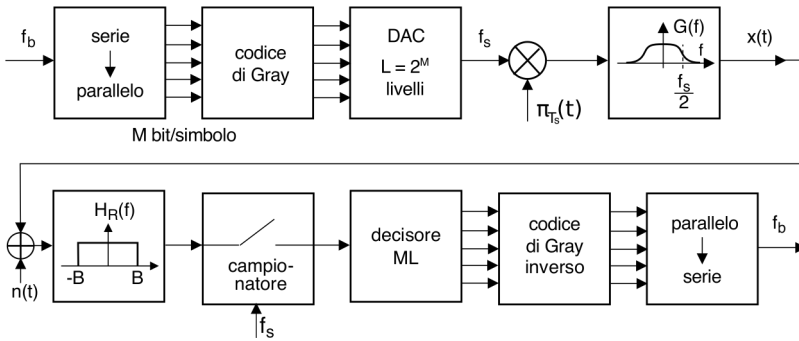 f_b
serie
parallelo
M bit/simbolo
codice
di Gray
DAC
L = 2^M
livelli
f_s
π_Ts(t)
G(f)
f
f_s
2
x(t)
n(t)
H_R(f)
-B
B
campio-
natore
f_s
decisore
ML
codice
di Gray
inverso
parallelo
serie
f_b